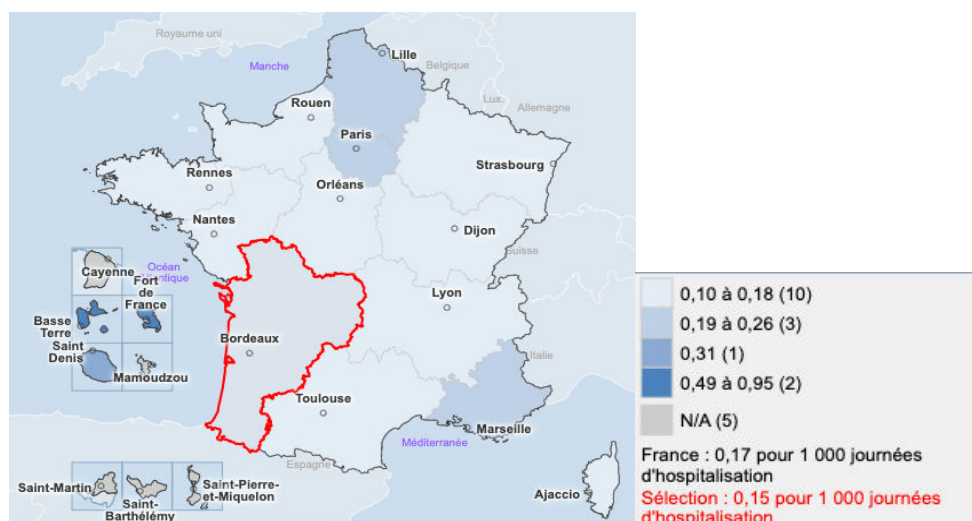 Royaume uni
Lille
Manche
Belgique
Lux.
Allemagne
Rouen
Paris
Strasbourg
Rennes
Orléans
Nantes
Dijon
Suisse
Cayenne
Océan
Fort
de
France
Lyon
Basse
Terre
Saint
Denis
Bordeaux
Italie
Mamoudzou
Toulouse
Marseille
Méditerranée
Espagne
Saint-Martin
Saint-
Barthélémy
Saint-Pierre-
et-Miquelon
Ajaccio
0,10 à 0,18 (10)
0,19 à 0,26 (3)
0,31 (1)
0,49 à 0,95 (2)
N/A (5)
France : 0,17 pour 1 000 journées
d'hospitalisation
Sélection : 0,15 pour 1 000 journées
d'hospitalisation